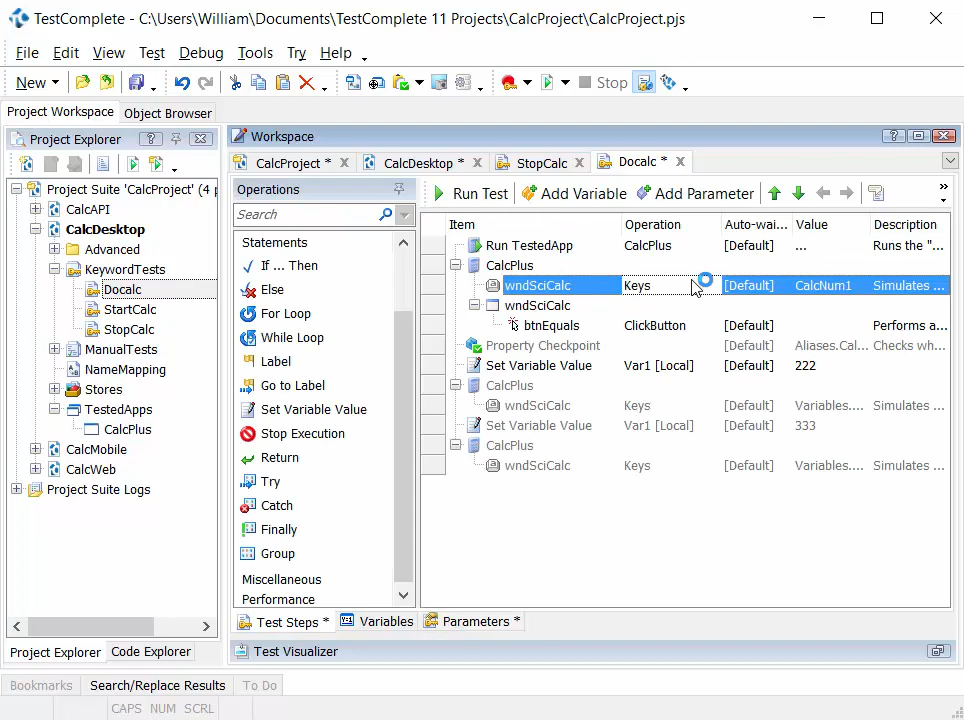 TestComplete - C:\Users\William\Documents\TestComplete 11 Projects\CalcProject\CalcProject.pjs
File Edit View Test Debug Tools Try Help
New Stop
Project Workspace Object Browser
Project Explorer
Project Suite 'CalcProject' (4 p
CalcAPI
CalcDesktop
Advanced
KeywordTests
Docalc
StartCalc
StopCalc
ManualTests
NameMapping
Stores
TestedApps
CalcPlus
CalcMobile
CalcWeb
Project Suite Logs
Project Explorer Code Explorer
Workspace
CalcProject * CalcDesktop * StopCalc Docalc *
Operations
Search
Statements
If ... Then
Else
For Loop
While Loop
Label
Go to Label
Set Variable Value
Stop Execution
Return
Try
Catch
Finally
Group
Miscellaneous
Performance
Run Test Add Variable Add Parameter
Item Operation Auto-wai... Value Description
Run TestedApp CalcPlus [Default] ... Runs the "...
CalcPlus
wndSciCalc Keys [Default] CalcNum1 Simulates ...
wndSciCalc
btnEquals ClickButton [Default] Performs a...
Property Checkpoint [Default] Aliases.Cal... Checks wh...
Set Variable Value Var1 [Local] [Default] 222
CalcPlus
wndSciCalc Keys [Default] Variables.... Simulates ...
Set Variable Value Var1 [Local] [Default] 333
CalcPlus
wndSciCalc Keys [Default] Variables.... Simulates ...
Test Steps * Variables Parameters *
Test Visualizer
Bookmarks Search/Replace Results To Do
CAPS NUM SCRL